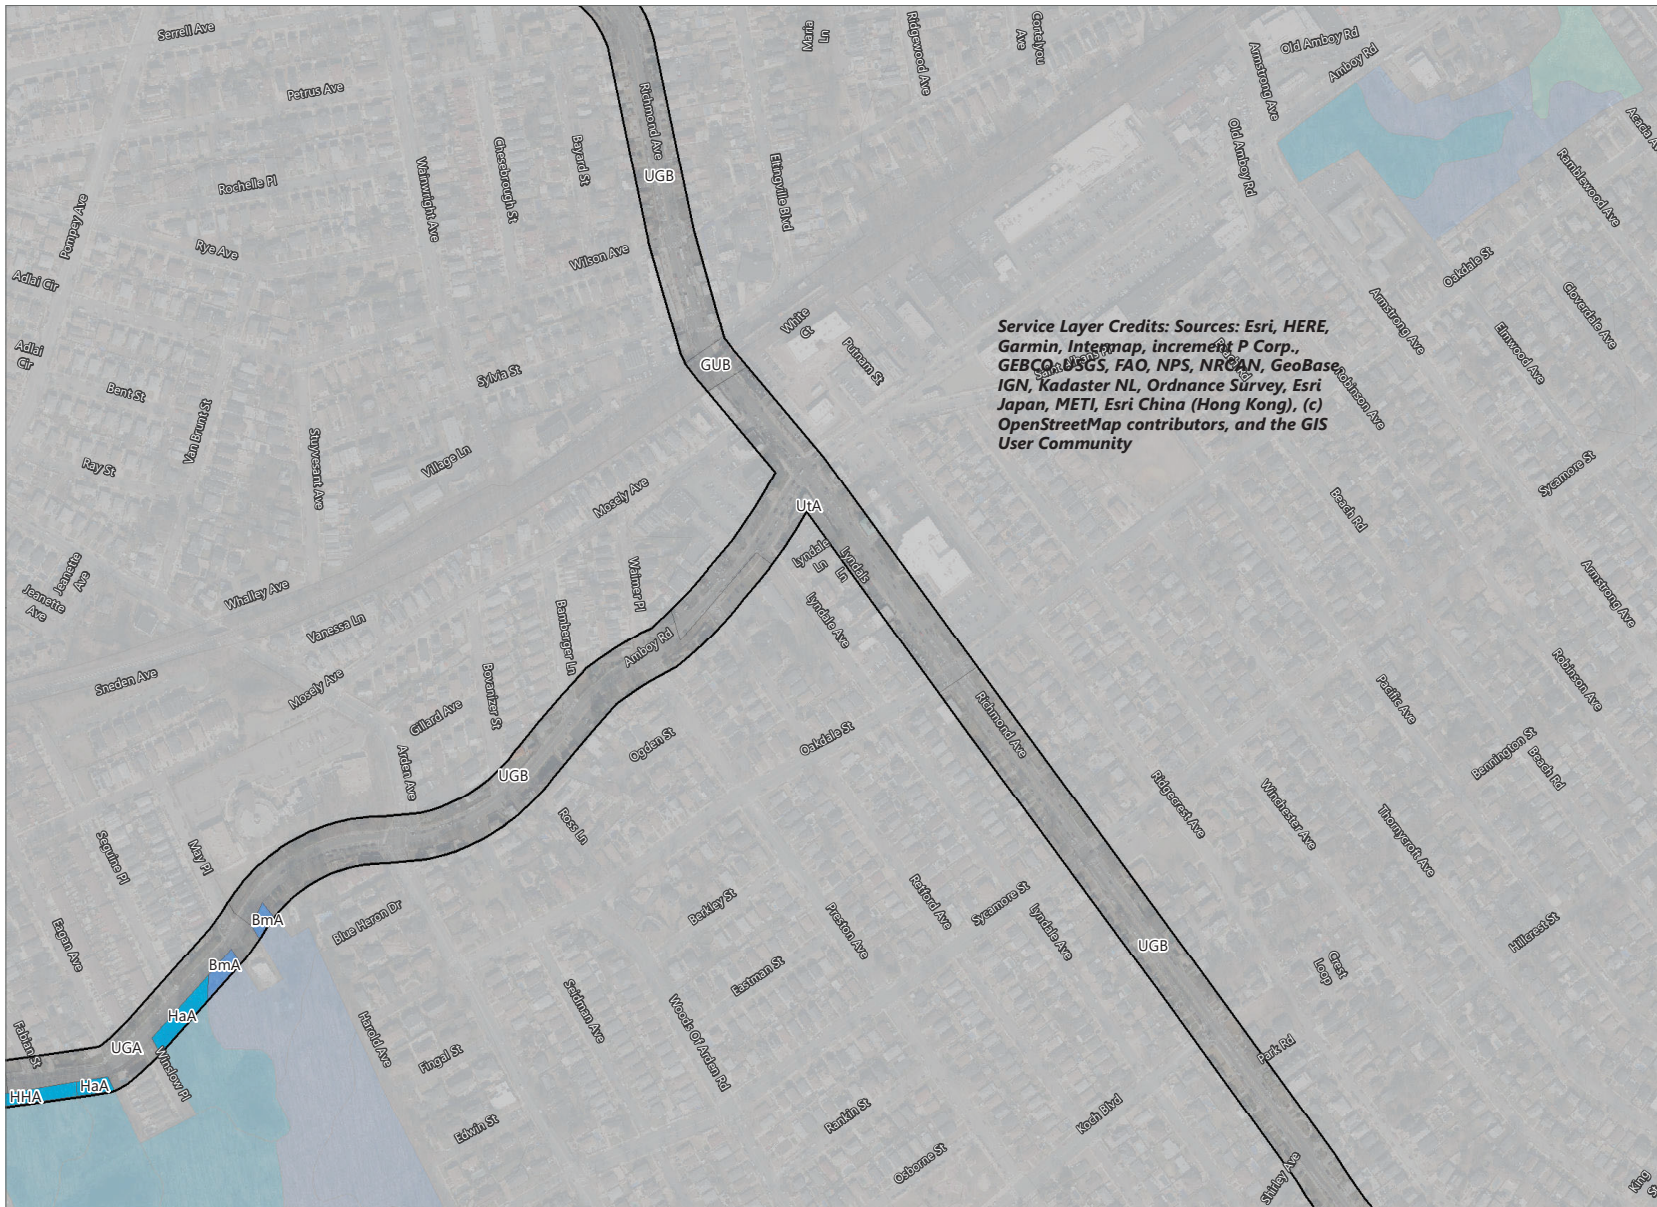 Serrell Ave
Petrus Ave
Rochelle Pl
Rye Ave
Pompey Ave
Adlai Cir
Adlai
Cir
Bent St
Van Brunt St
Ray St
Stuyvesant Ave
Wainwright Ave
Chesebrough St
Bayard St
Wilson Ave
Richmond Ave
UGB
Maria
Ln
Ridgewood Ave
Cortelyou
Ave
Eltingville Blvd
Armstrong Ave
Old Amboy Rd
Amboy Rd
Old Amboy Rd
Acacia
Ramblewood Ave
Oakdale St
Cloverdale Ave
Elmwood Ave
Armstrong Ave
Robinson Ave
White
Ct
Putnam St
GUB
Service Layer Credits: Sources: Esri, HERE,
Garmin, Intermap, increment P Corp.,
GEBCO, USGS, FAO, NPS, NRCAN, GeoBase,
IGN, Kadaster NL, Ordnance Survey, Esri
Japan, METI, Esri China (Hong Kong), (c)
OpenStreetMap contributors, and the GIS
User Community
Sylvia St
Village Ln
Mosely Ave
UtA
Sycamore St
Beach Rd
Lyndale
Ln
Lyndals
Ln
Lyndale Ave
Jeanette
Ave
Jeanette
Ave
Whalley Ave
Vanessa Ln
Sneden Ave
Mosely Ave
Gillard Ave
Arden Ave
Bovanizer St
Bamberger Ln
Waimer Pl
Amboy Rd
Armstrong Ave
Robinson Ave
Pacific Ave
Bennington St
Beach Rd
Richmond Ave
Ogden St
Oakdale St
UGB
Ross Ln
Ridgecrest Ave
Winchester Ave
Thornycroft Ave
Seguine Pl
May Pl
Eagan Ave
BmA
Blue Heron Dr
BmA
HaA
UGA
Fabian St
HHA
HaA
Winslow Pl
Harold Ave
Fingal St
Edwin St
Seidman Ave
Woods Of Arden Rd
Eastman St
Berkley St
Preston Ave
Retford Ave
Sycamore St
Lyndale Ave
UGB
Crest
Loop
Hillcrest St
Park Rd
Koch Blvd
Rankin St
Osborne St
Shirley Ave
King